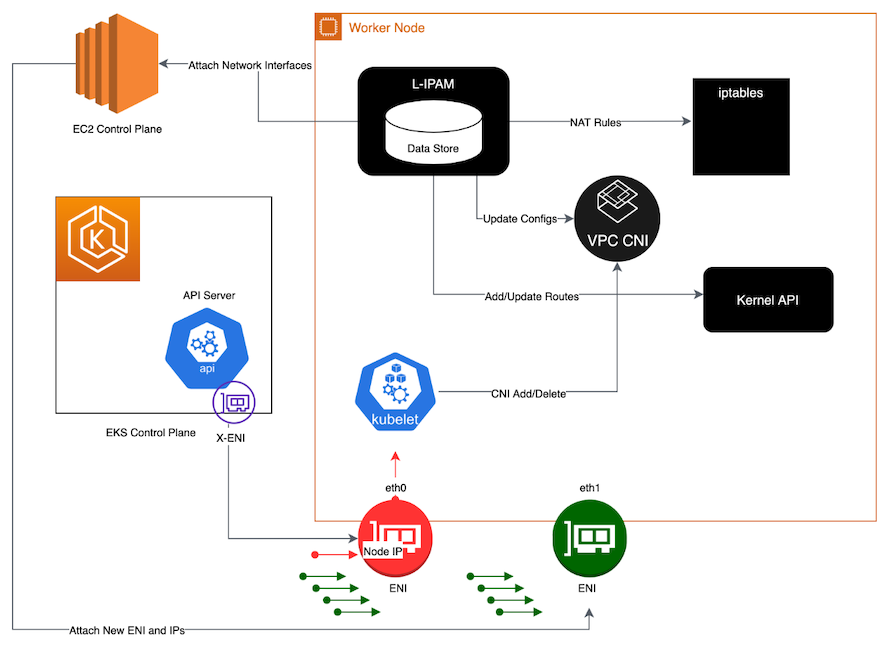 Worker Node
Attach Network Interfaces
L-IPAM
iptables
Data Store
NAT Rules
EC2 Control Plane
Update Configs
VPC CNI
K
API Server
Add/Update Routes
Kernel API
api
kubelet
CNI Add/Delete
EKS Control Plane
X-ENI
eth0
eth1
Node IP
ENI
ENI
Attach New ENI and IPs